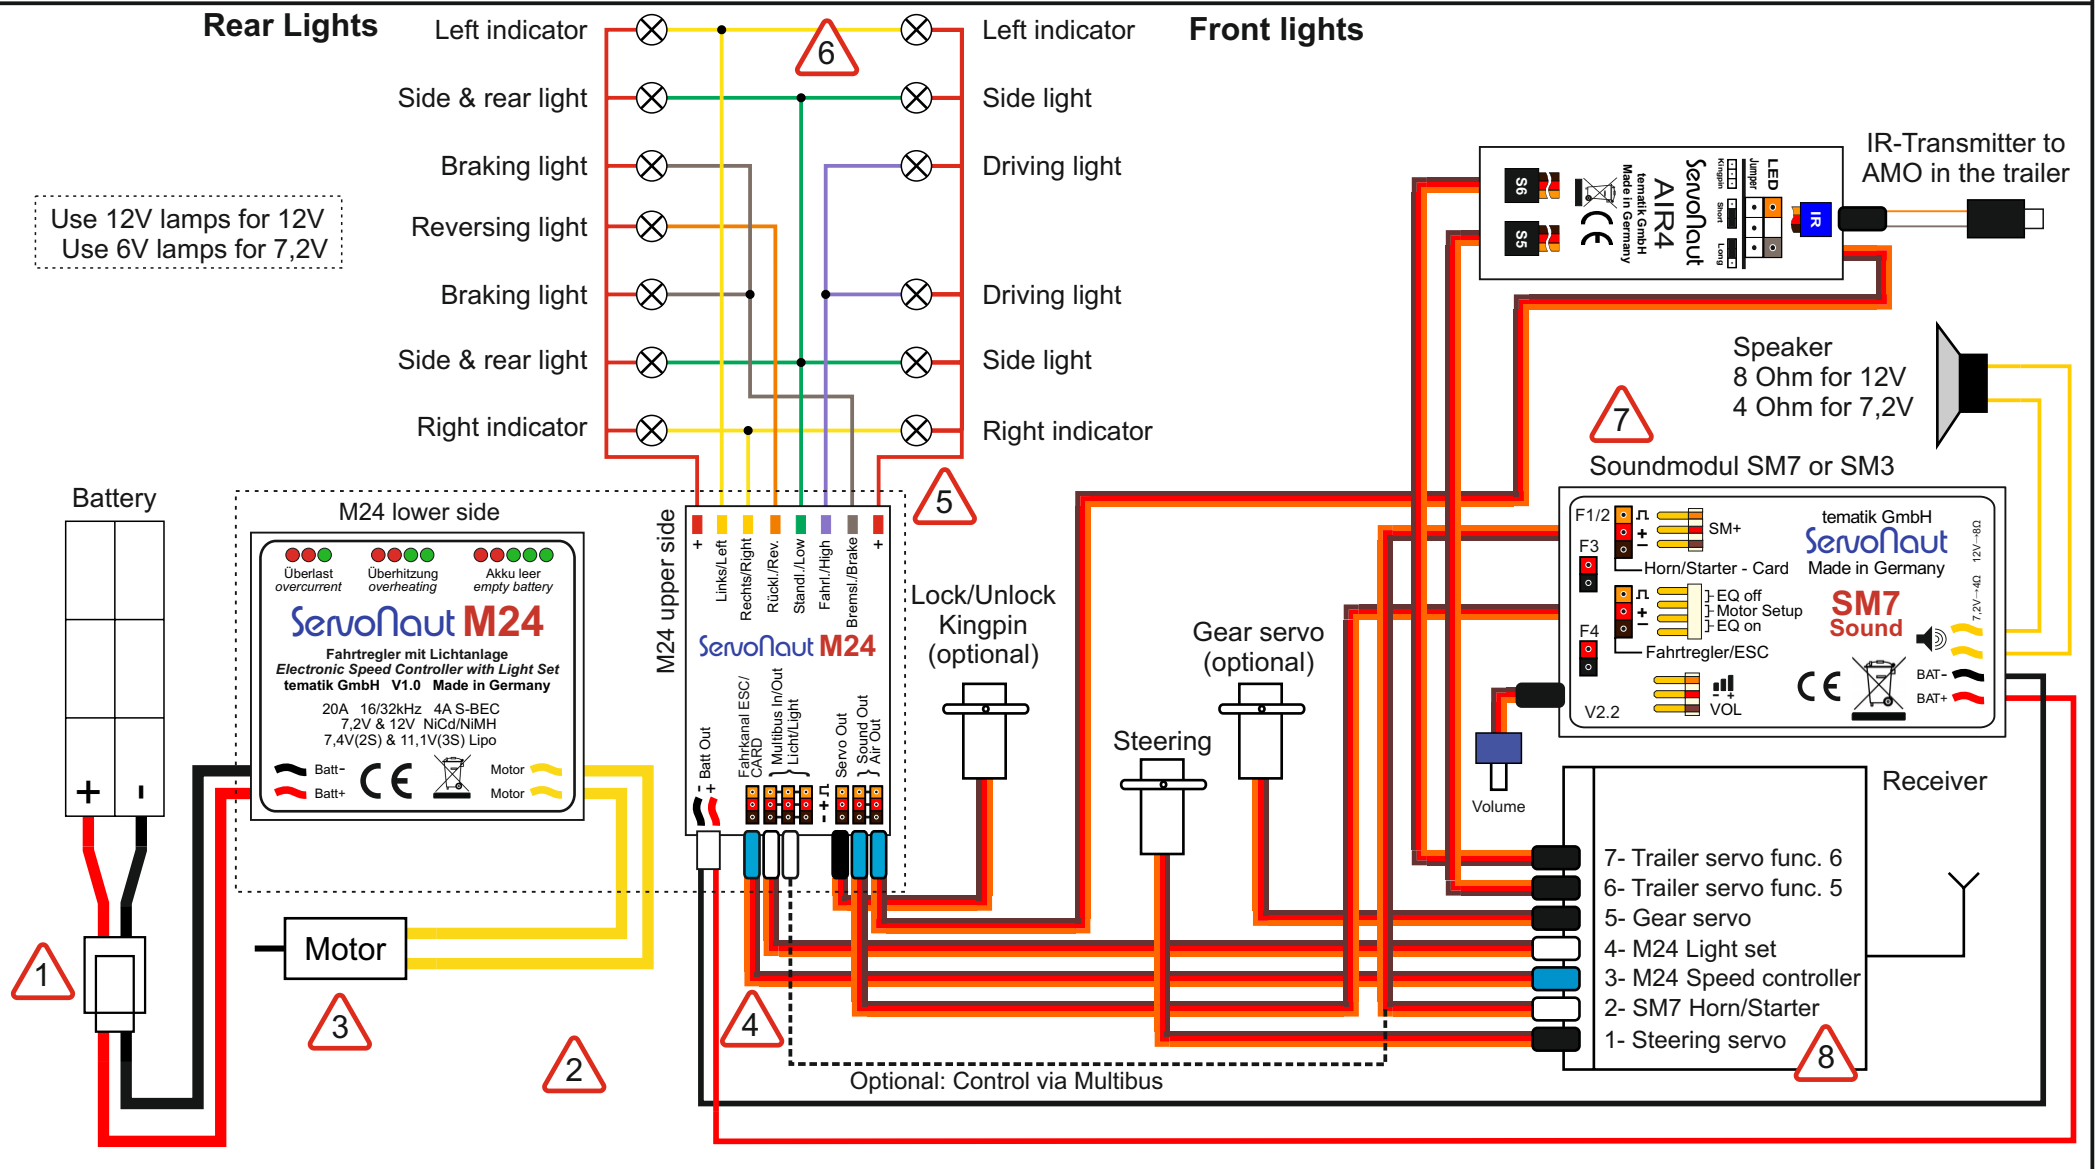 Rear Lights
Front lights
Left indicator
Side & rear light
Braking light
Reversing light
Braking light
Side & rear light
Right indicator
6
Left indicator
Side light
Driving light
Driving light
Side light
Right indicator
Use 12V lamps for 12V
Use 6V lamps for 7,2V
IR-Transmitter to
AMO in the trailer
S6
S5
tematik GmbH
Made in Germany
AIR4
ServoNaut
Kingpin
Short
Long
Jumper
LED
IR
Speaker
8 Ohm for 12V
4 Ohm for 7,2V
7
5
Soundmodul SM7 or SM3
Battery
+ -
M24 lower side
Überlast
overcurrent
Überhitzung
overheating
Akku leer
empty battery
ServoNaut M24
Fahrtregler mit Lichtanlage
Electronic Speed Controller with Light Set
tematik GmbH V1.0 Made in Germany
20A 16/32kHz 4A S-BEC
7,2V & 12V NiCd/NiMH
7,4V(2S) & 11,1V(3S) Lipo
Batt-
Batt+
CE
Motor
Motor
M24 upper side
+
Links/Left
Rechts/Right
Rückl./Rev.
Standl./Low
Fahrl./High
Bremsl./Brake
+
ServoNaut M24
- + Batt Out
Fahrkanal ESC/
CARD
Multibus In/Out
Licht/Light
- +
Servo Out
Sound Out
Air Out
Lock/Unlock
Kingpin
(optional)
Gear servo
(optional)
Steering
F1/2
+
-
SM+
F3
Horn/Starter - Card
+
-
EQ off
Motor Setup
EQ on
F4
Fahrtregler/ESC
V2.2
- +
VOL
tematik GmbH
ServoNaut
Made in Germany
SM7
Sound
7,2V→4Ω 12V→8Ω
CE
BAT-
BAT+
Volume
Receiver
7- Trailer servo func. 6
6- Trailer servo func. 5
5- Gear servo
4- M24 Light set
3- M24 Speed controller
2- SM7 Horn/Starter
1- Steering servo
8
1
Motor
3
2
4
Optional: Control via Multibus